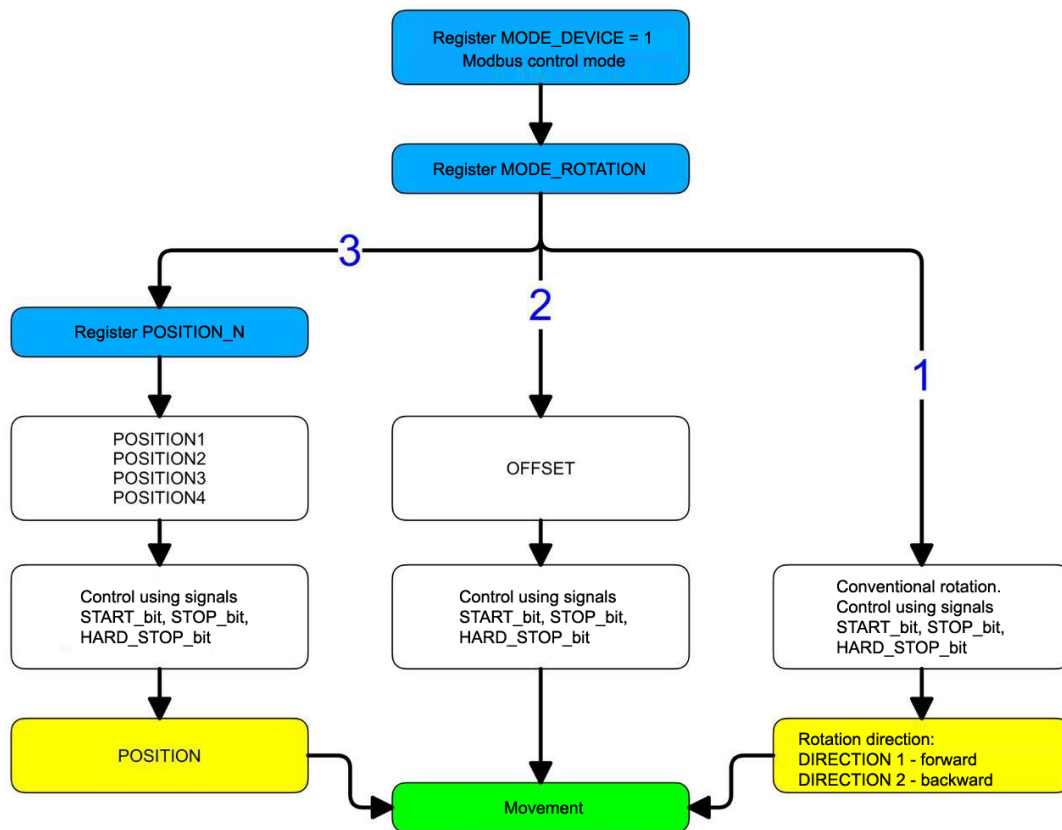 Register MODE_DEVICE = 1
Modbus control mode
Register MODE_ROTATION
3
2
1
Register POSITION_N
POSITION1
POSITION2
POSITION3
POSITION4
OFFSET
Control using signals
START_bit, STOP_bit,
HARD_STOP_bit
Control using signals
START_bit, STOP_bit,
HARD_STOP_bit
Conventional rotation.
Control using signals
START_bit, STOP_bit,
HARD_STOP_bit
POSITION
Rotation direction:
DIRECTION 1 - forward
DIRECTION 2 - backward
Movement